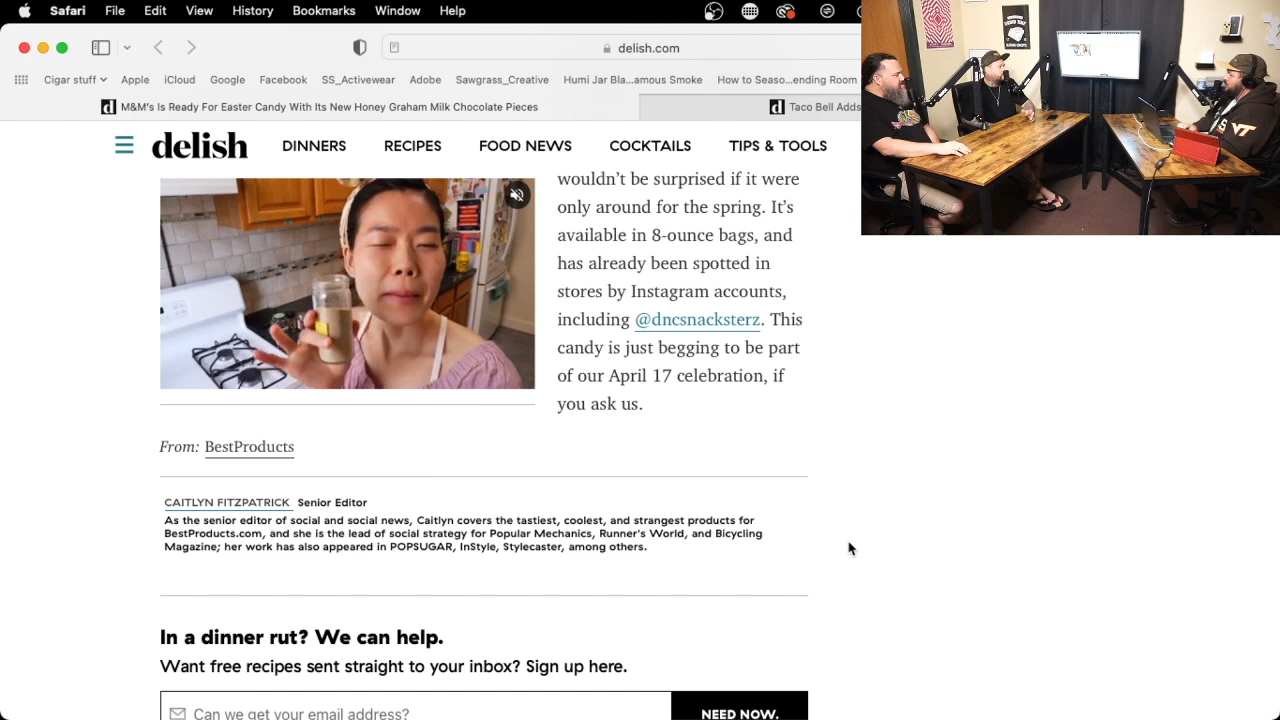 Safari File Edit View History Bookmarks Window Help
delish.com
Cigar stuff Apple iCloud Google Facebook SS_Activewear Adobe Sawgrass_Creative Humi Jar Bla...amous Smoke How to Seaso...ending Room
d M&M's Is Ready For Easter Candy With Its New Honey Graham Milk Chocolate Pieces
d Taco Bell Adds
delish DINNERS RECIPES FOOD NEWS COCKTAILS TIPS & TOOLS
wouldn't be surprised if it were
only around for the spring. It's
available in 8-ounce bags, and
has already been spotted in
stores by Instagram accounts,
including @dncsnacksterz. This
candy is just begging to be part
of our April 17 celebration, if
you ask us.
From: BestProducts
CAITLYN FITZPATRICK Senior Editor
As the senior editor of social and social news, Caitlyn covers the tastiest, coolest, and strangest products for
BestProducts.com, and she is the lead of social strategy for Popular Mechanics, Runner's World, and Bicycling
Magazine; her work has also appeared in POPSUGAR, InStyle, Stylecaster, among others.
In a dinner rut? We can help.
Want free recipes sent straight to your inbox? Sign up here.
Can we get your email address?
NEED NOW.